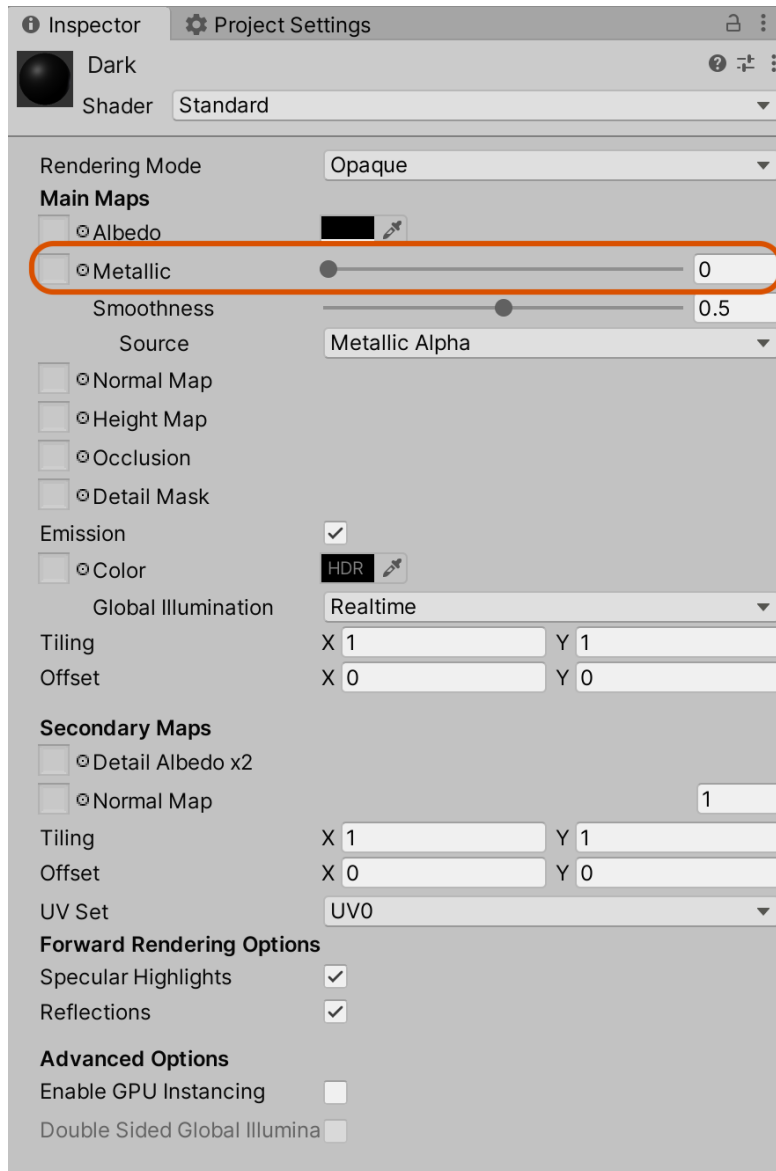 Inspector Project Settings
Dark
Shader Standard
Rendering Mode Opaque
Main Maps
Albedo
Metallic 0
Smoothness 0.5
Source Metallic Alpha
Normal Map
Height Map
Occlusion
Detail Mask
Emission
Color HDR
Global Illumination Realtime
Tiling X 1 Y 1
Offset X 0 Y 0
Secondary Maps
Detail Albedo x2
Normal Map 1
Tiling X 1 Y 1
Offset X 0 Y 0
UV Set UV0
Forward Rendering Options
Specular Highlights
Reflections
Advanced Options
Enable GPU Instancing
Double Sided Global Illumina